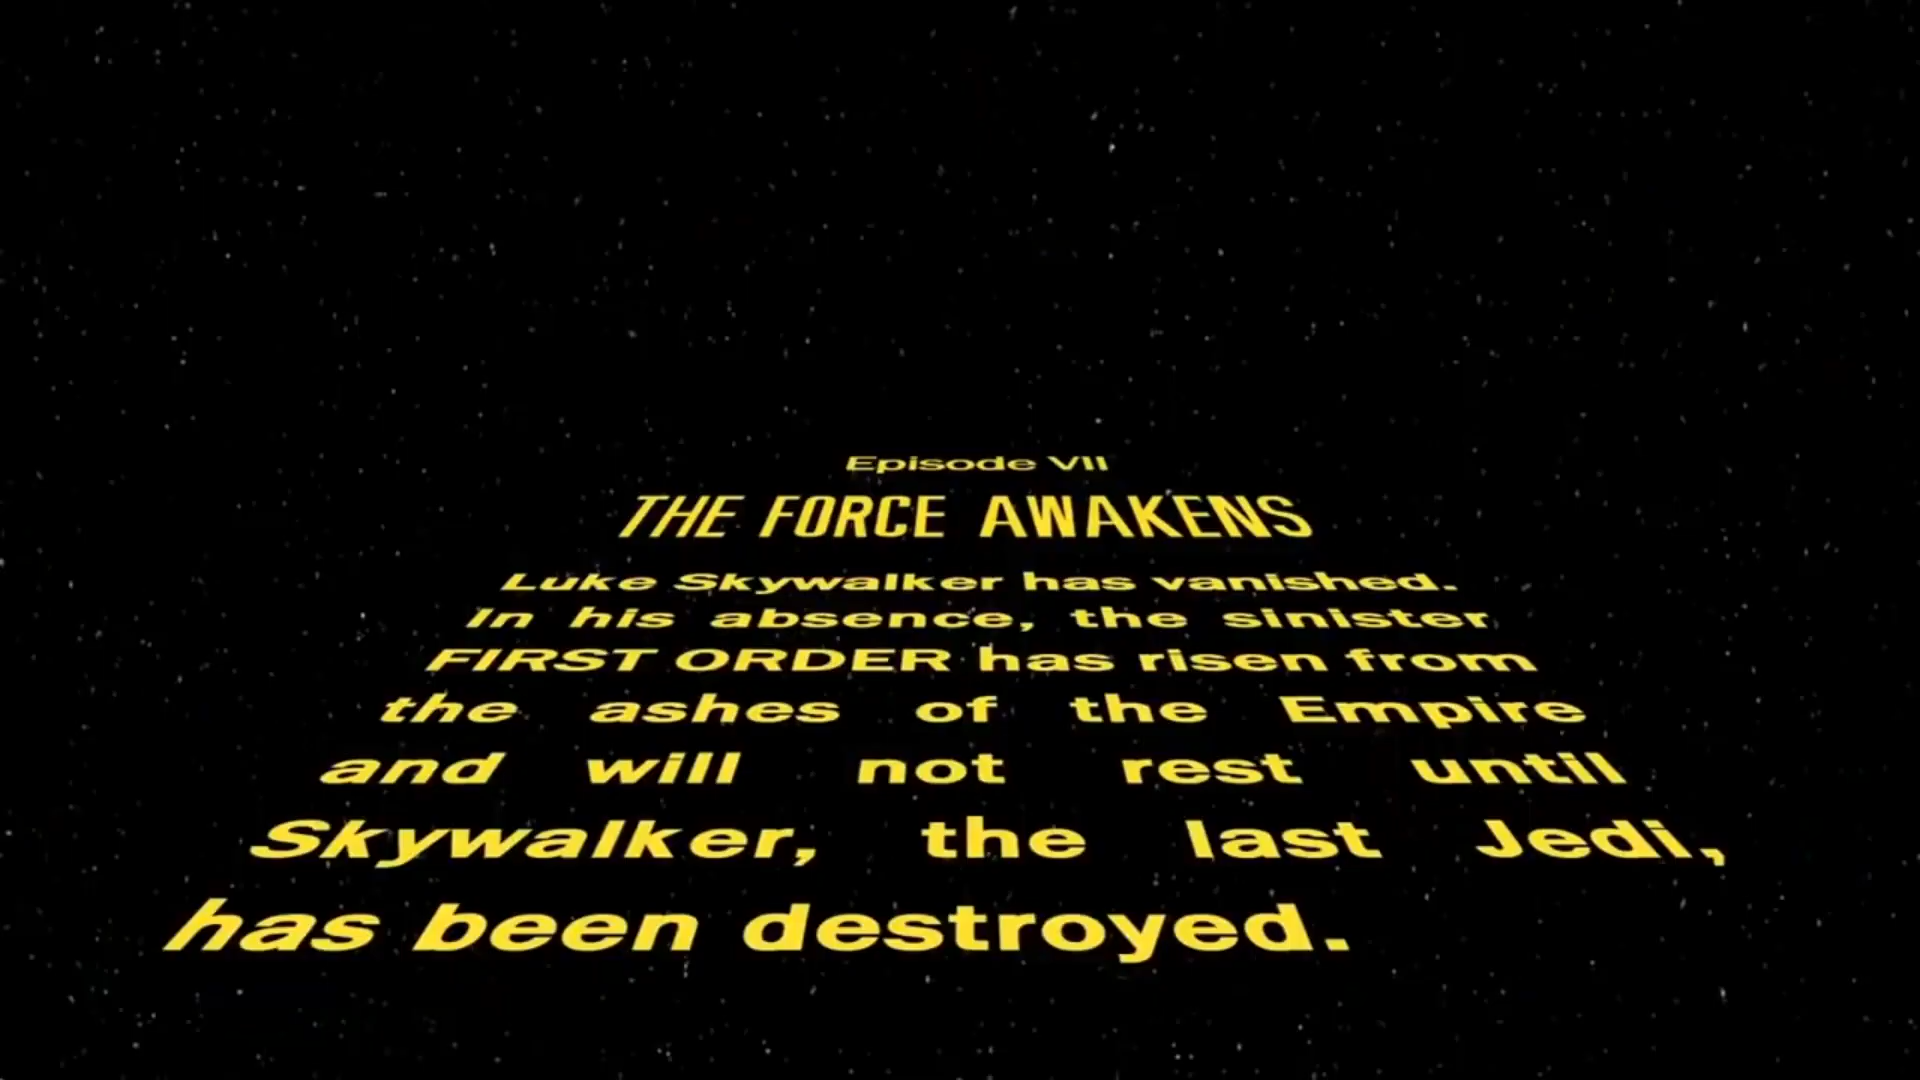 Episode VII
THE FORCE AWAKENS
Luke Skywalker has vanished.
In his absence, the sinister
FIRST ORDER has risen from
the ashes of the Empire
and will not rest until
Skywalker, the last Jedi,
has been destroyed.